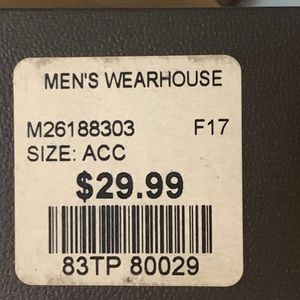 MEN'S WEARHOUSE
M26188303 F17
SIZE: ACC
$29.99
83TP 80029